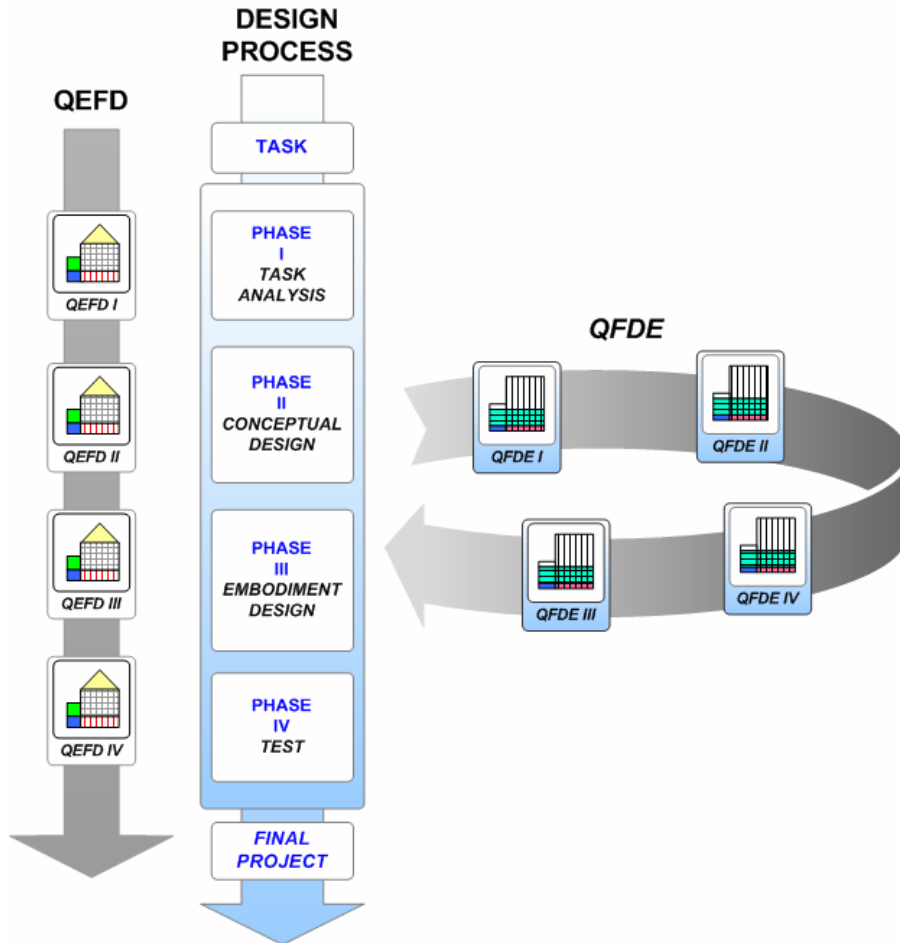 DESIGN
PROCESS
QEFD
TASK
PHASE
I
TASK
ANALYSIS
QEFD I
PHASE
II
CONCEPTUAL
DESIGN
QEFD II
PHASE
III
EMBODIMENT
DESIGN
QEFD III
PHASE
IV
TEST
QEFD IV
FINAL
PROJECT
QFDE
QFDE I
QFDE II
QFDE III
QFDE IV